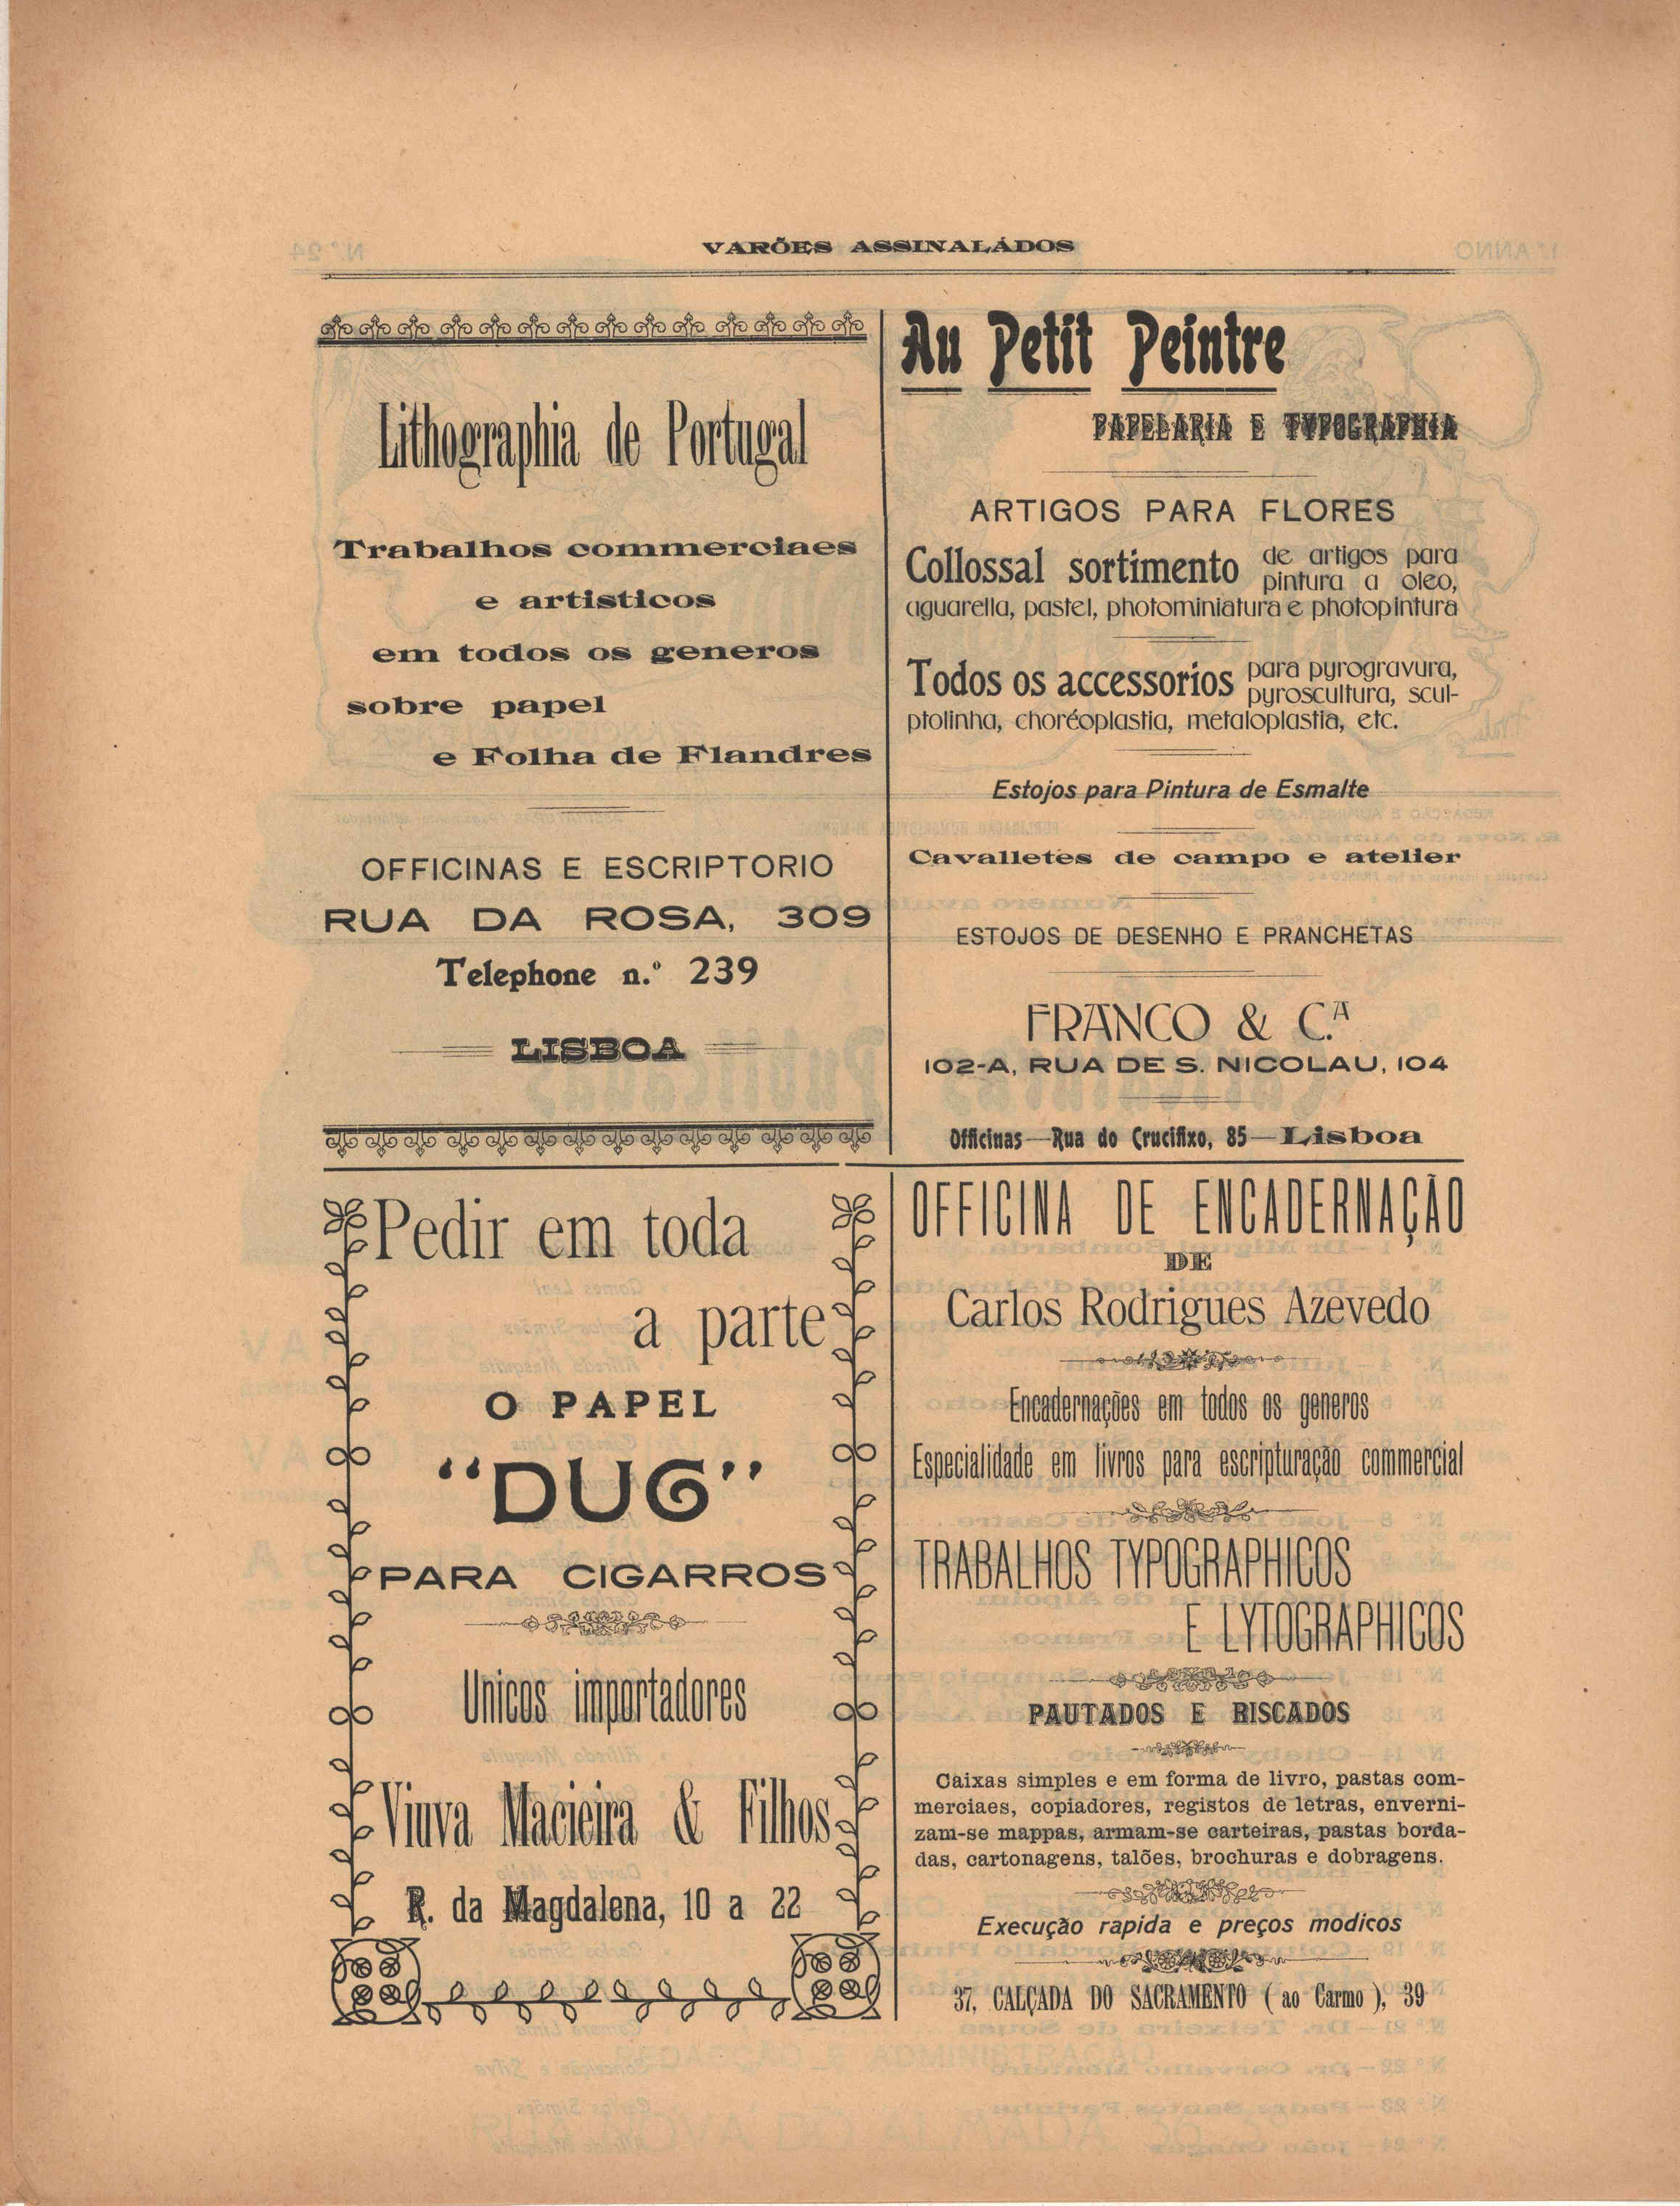 VARÕES ASSINALÁDOS
Lithographia de Portugal
Trabalhos commerciaes
e artisticos
em todos os generos
sobre papel
e Folha de Flandres
OFFICINAS E ESCRIPTORIO
RUA DA ROSA, 309
Telephone n.º 239
LISBOA
Au Petit Peintre
PAPELARIA E TYPOGRAPHIA
ARTIGOS PARA FLORES
Collossal sortimento de artigos para
pintura a oleo,
aguarella, pastel, photominiatura e photopintura
Todos os accessorios para pyrogravura,
pyroscultura, scul-
ptolinha, choréoplastia, metaloplastia, etc.
Estojos para Pintura de Esmalte
Cavalletes de campo e atelier
ESTOJOS DE DESENHO E PRANCHETAS
FRANCO & C.A
102-A, RUA DE S. NICOLAU, 104
Officinas—Rua do Crucifixo, 85—Lisboa
Pedir em toda
a parte
O PAPEL
"DUG"
PARA CIGARROS
Unicos importadores
Viuva Macieira & Filhos
R. da Magdalena, 10 a 22
OFFICINA DE ENCADERNAÇÃO
DE
Carlos Rodrigues Azevedo
Encadernações em todos os generos
Especialidade em livros para escripturação commercial
TRABALHOS TYPOGRAPHICOS
E LYTOGRAPHICOS
PAUTADOS E RISCADOS
Caixas simples e em forma de livro, pastas com-
merciaes, copiadores, registos de letras, enverni-
zam-se mappas, armam-se carteiras, pastas borda-
das, cartonagens, talões, brochuras e dobragens.
Execução rapida e preços modicos
37, CALÇADA DO SACRAMENTO (ao Carmo), 39